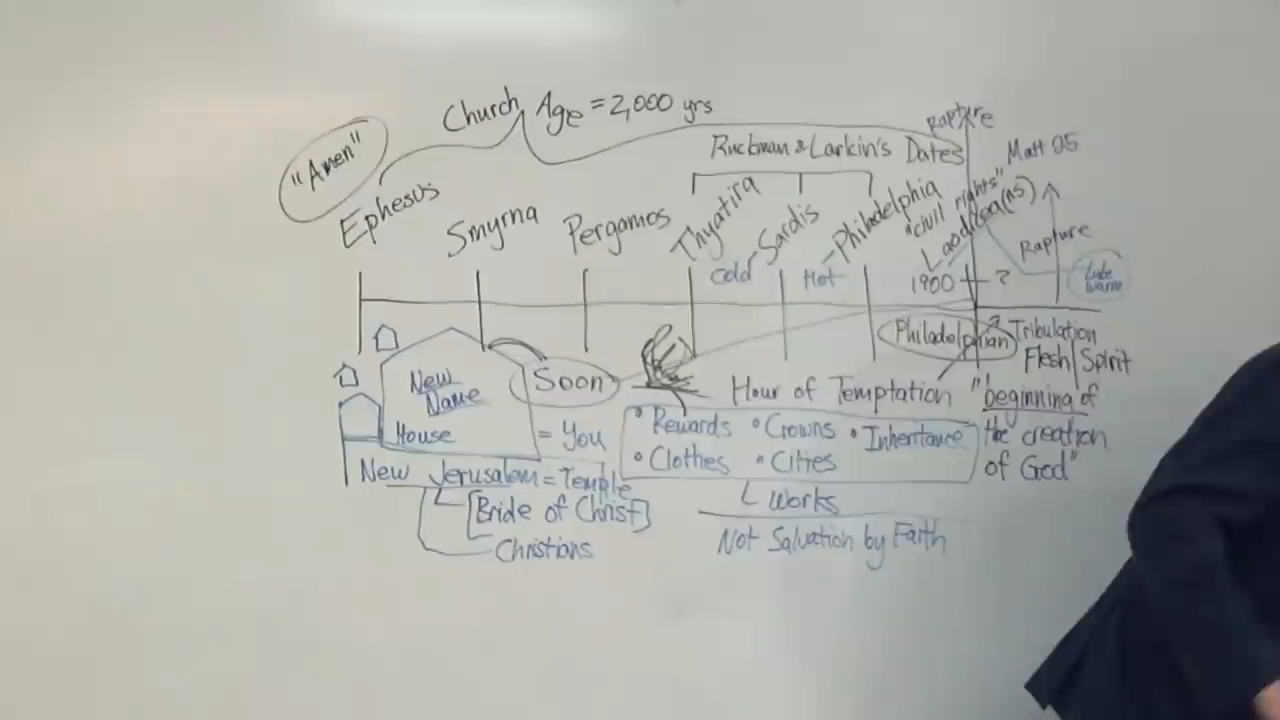 Church Age = 2,000 yrs
Rapture
"Amen"
Ruckman & Larkin's Dates
Matt 25
Ephesus
Smyrna
Pergamos
Thyatira
Sardis
Philadelphia
"civil rights"
Laodicea(ns)
Rapture
Cold
Hot
1900
?
Luke
warm
Philadelphian
Tribulation
Flesh | Spirit
New
Name
House
Soon
= You
Hour of Temptation
"beginning of
the creation
of God"
• Rewards • Crowns • Inheritance
• Clothes • Cities
New Jerusalem = Temple
[Bride of Christ]
Christians
Works
Not Salvation by Faith